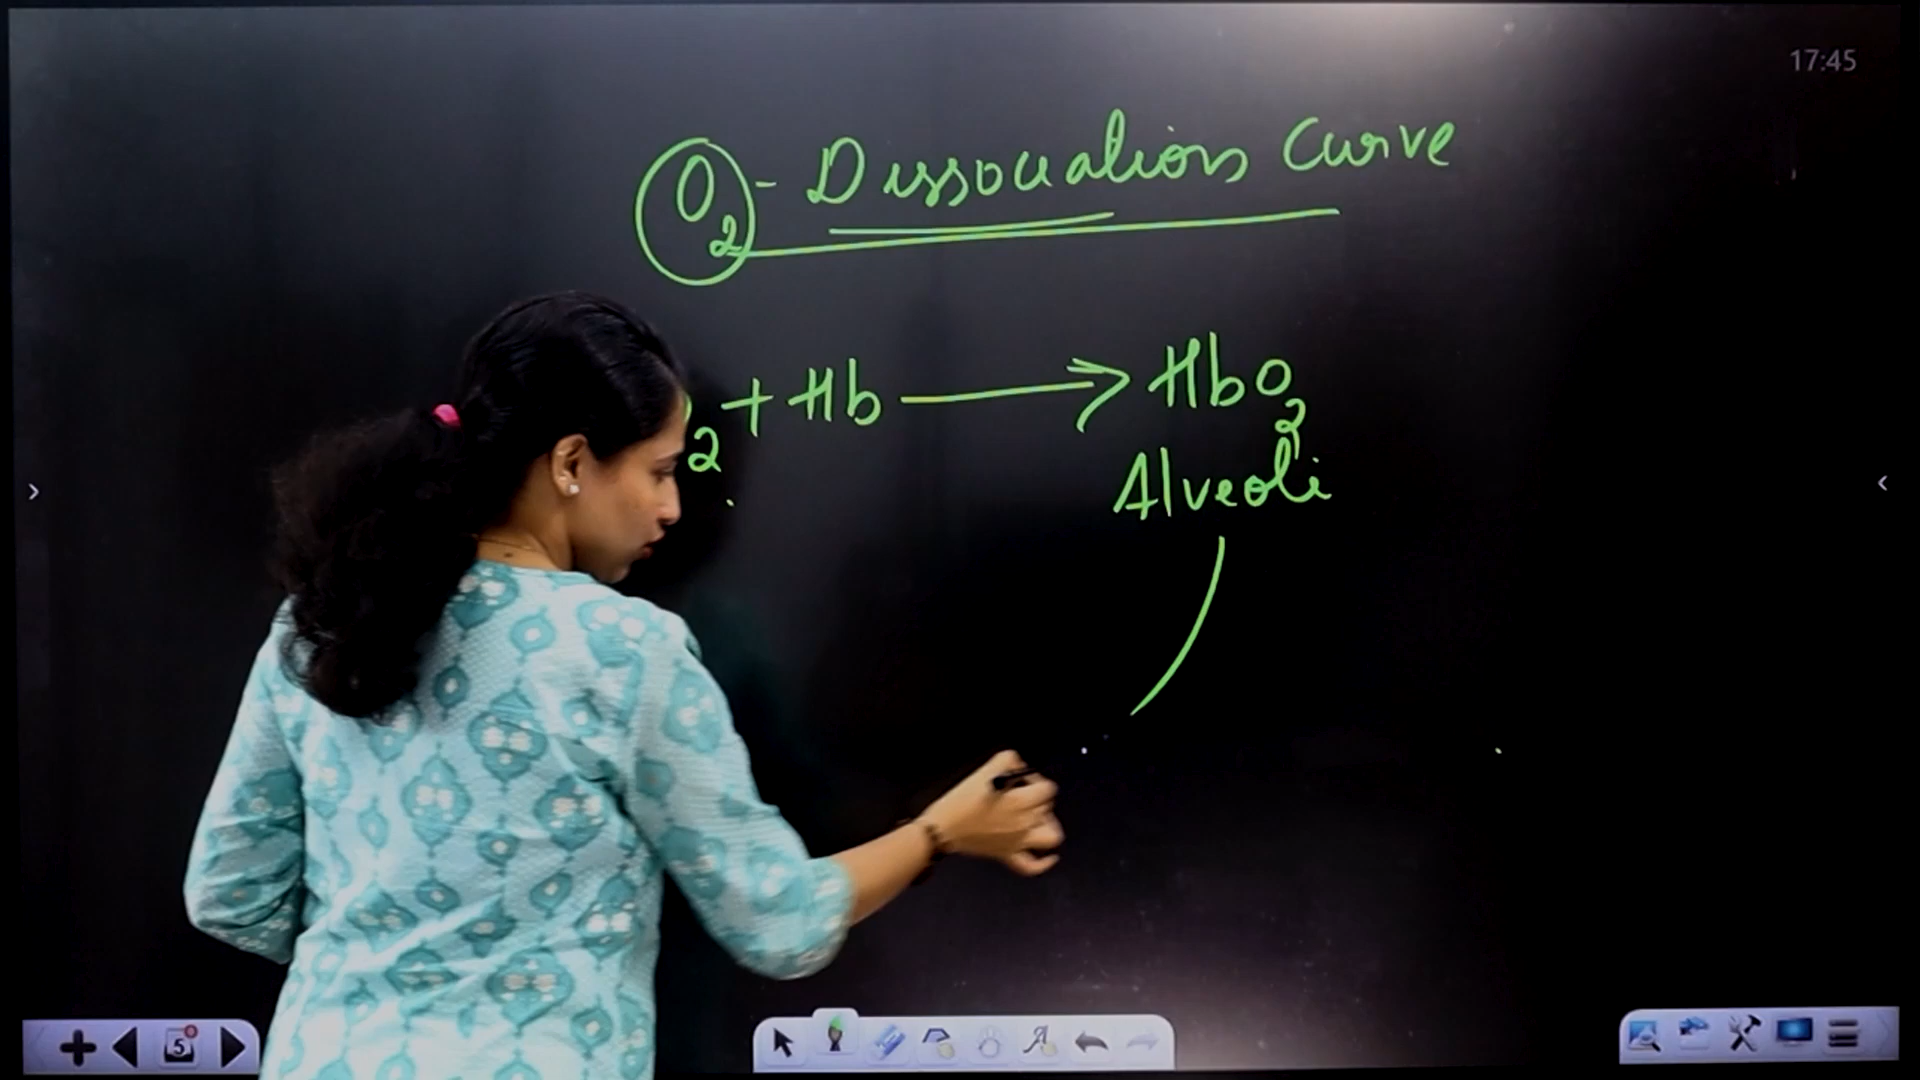 17:45
O2 - Dissociation Curve
2 + Hb → HbO2
Alveoli
5